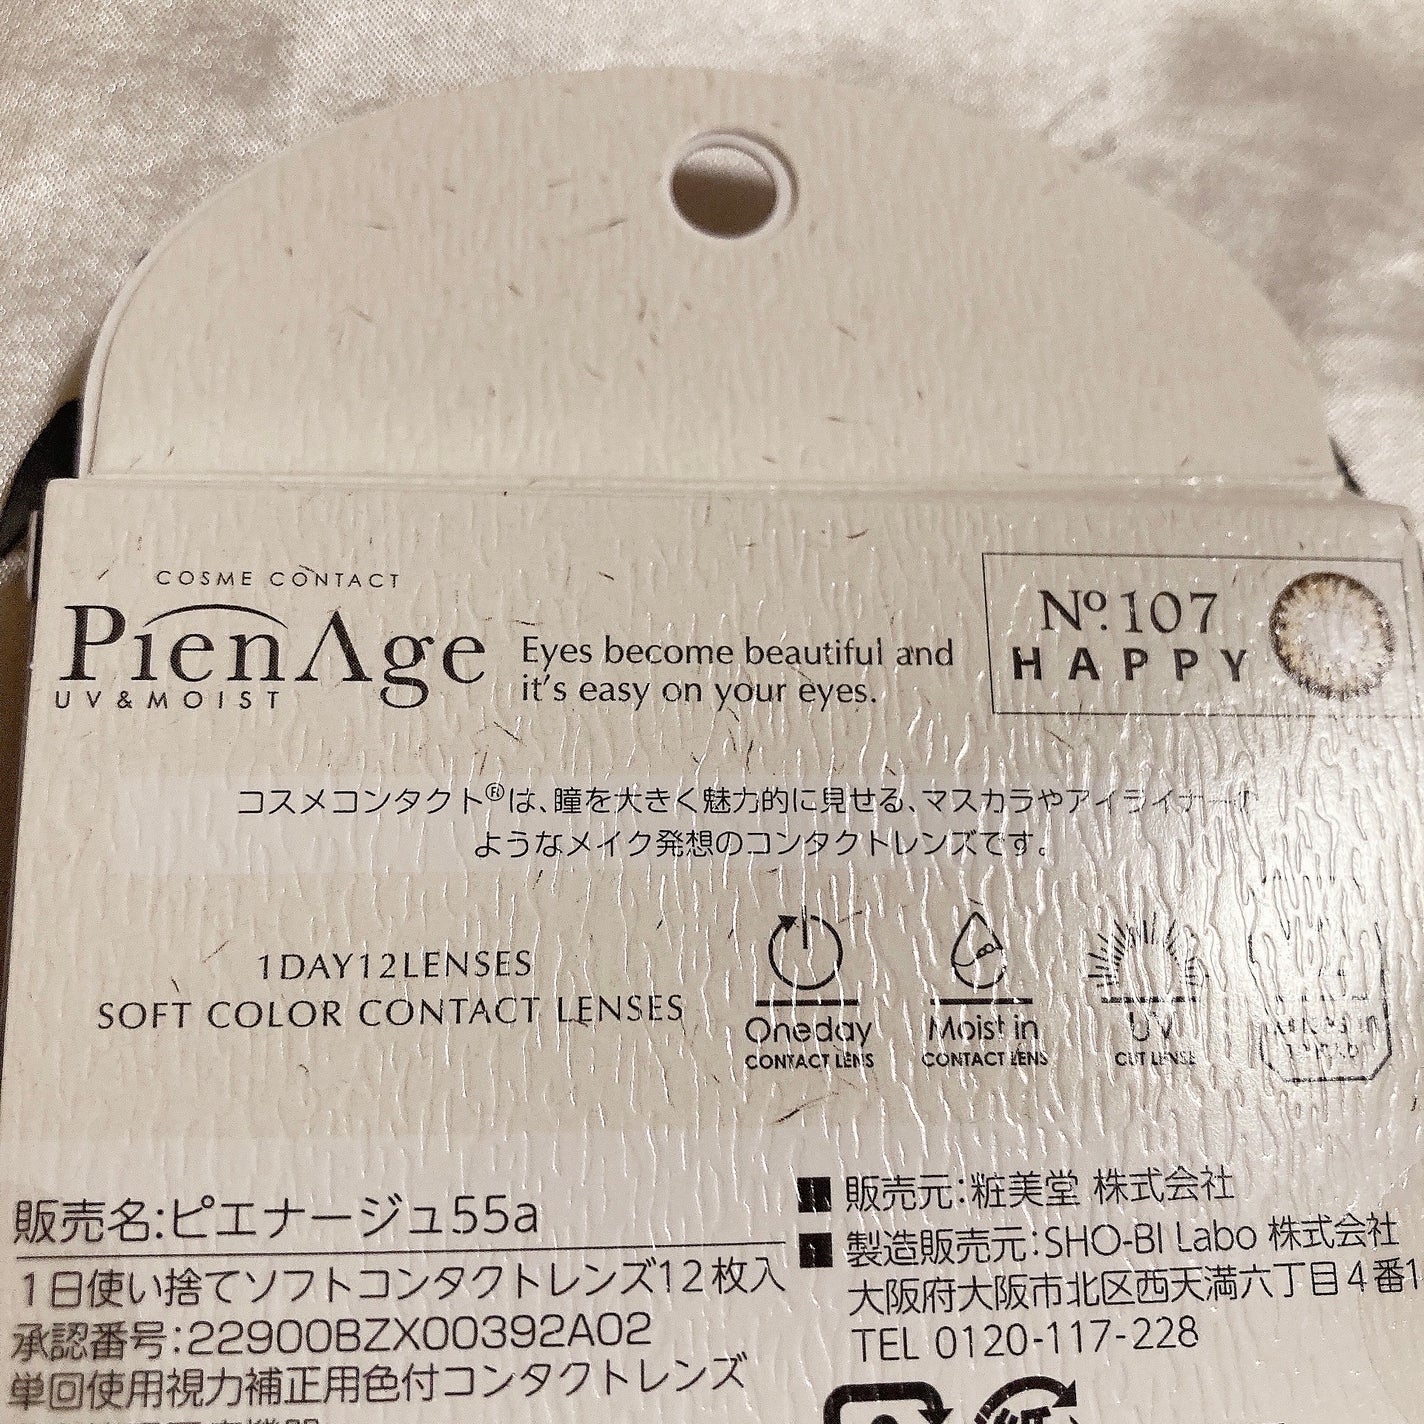 COSME CONTACT
PienAge
UV&MOIST
Eyes become beautiful and
it's easy on your eyes.
No.107
HAPPY
コスメコンタクト®は、瞳を大きく魅力的に見せる、マスカラやアイライナーの
ようなメイク発想のコンタクトレンズです。
1DAY12LENSES
SOFT COLOR CONTACT LENSES
Oneday
CONTACT LENS
Moist in
CONTACT LENS
UV
CUT LENSE
販売名:ピエナージュ55a
1日使い捨てソフトコンタクトレンズ12枚入
承認番号:22900BZX00392A02
単回使用視力補正用色付コンタクトレンズ
■販売元:粧美堂 株式会社
■製造販売元:SHO-BI Labo 株式会社
大阪府大阪市北区西天満六丁目4番1
TEL 0120-117-228